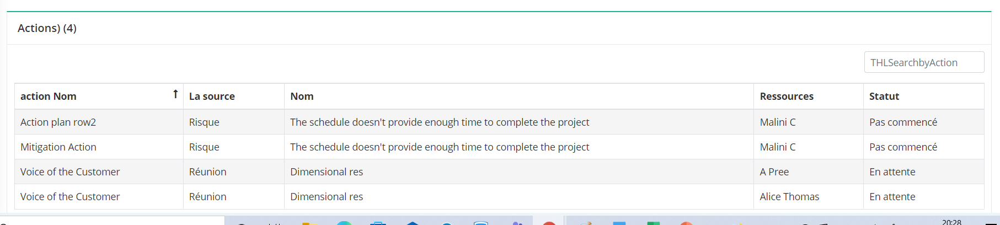 Actions) (4)
THLSearchbyAction
action Nom La source Nom Ressources Statut
Action plan row2 Risque The schedule doesn't provide enough time to complete the project Malini C Pas commencé
Mitigation Action Risque The schedule doesn't provide enough time to complete the project Malini C Pas commencé
Voice of the Customer Réunion Dimensional res A Pree En attente
Voice of the Customer Réunion Dimensional res Alice Thomas En attente
20:28